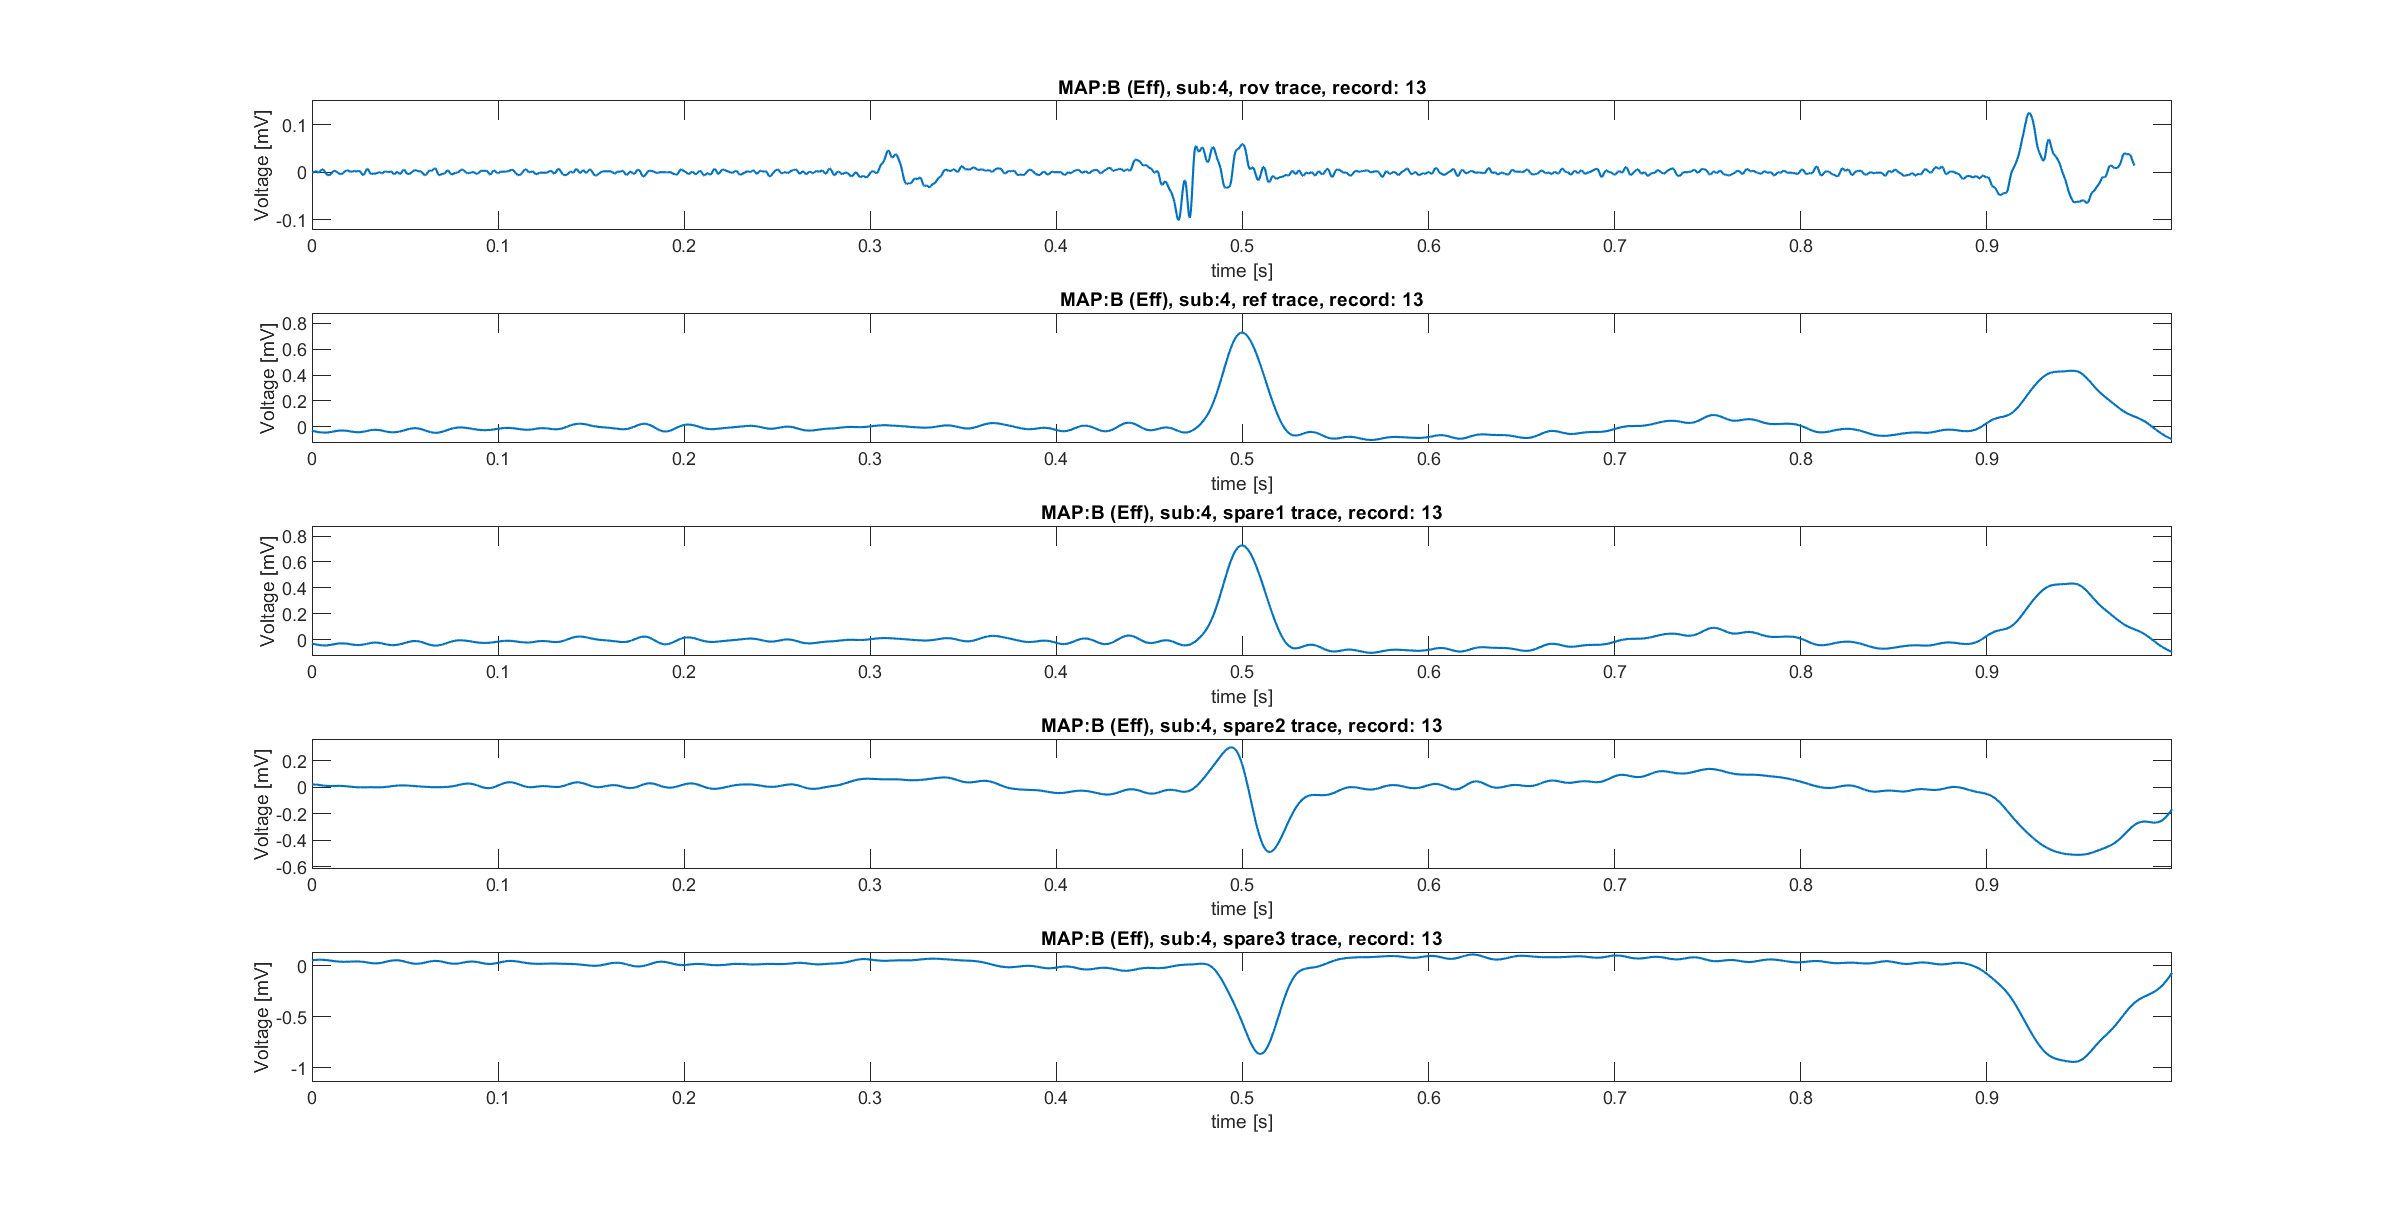 MAP:B (Eff), sub:4, rov trace, record: 13
Voltage [mV]
0.1
0
-0.1
0 0.1 0.2 0.3 0.4 0.5 0.6 0.7 0.8 0.9
time [s]
MAP:B (Eff), sub:4, ref trace, record: 13
Voltage [mV]
0.8
0.6
0.4
0.2
0
0 0.1 0.2 0.3 0.4 0.5 0.6 0.7 0.8 0.9
time [s]
MAP:B (Eff), sub:4, spare1 trace, record: 13
Voltage [mV]
0.8
0.6
0.4
0.2
0
0 0.1 0.2 0.3 0.4 0.5 0.6 0.7 0.8 0.9
time [s]
MAP:B (Eff), sub:4, spare2 trace, record: 13
Voltage [mV]
0.2
0
-0.2
-0.4
-0.6
0 0.1 0.2 0.3 0.4 0.5 0.6 0.7 0.8 0.9
time [s]
MAP:B (Eff), sub:4, spare3 trace, record: 13
Voltage [mV]
0
-0.5
-1
0 0.1 0.2 0.3 0.4 0.5 0.6 0.7 0.8 0.9
time [s]